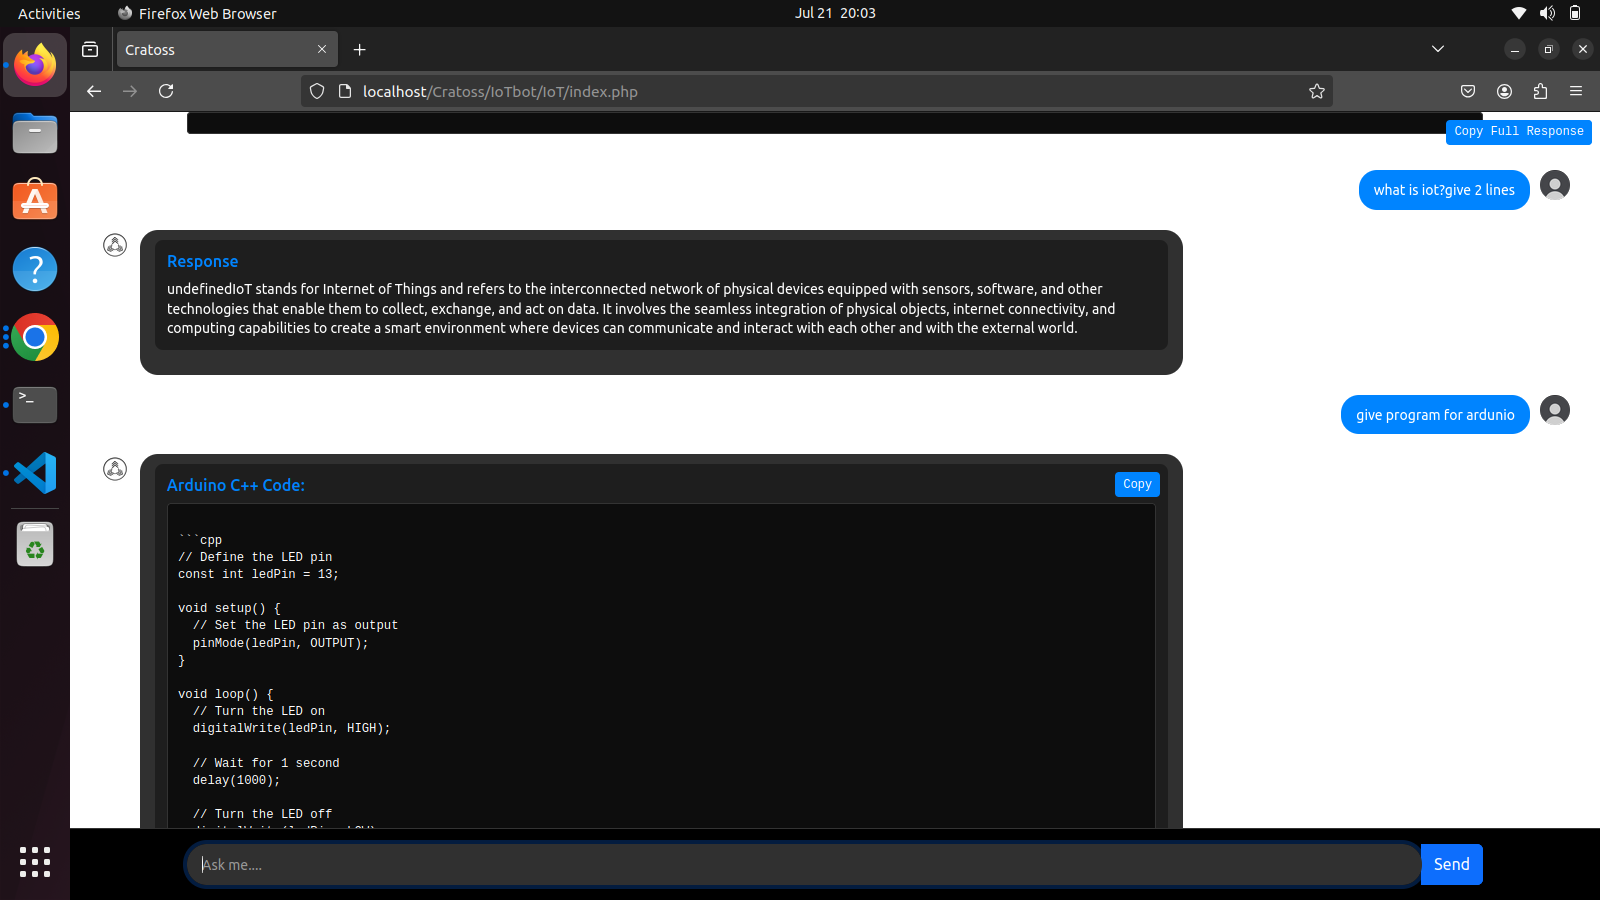 Activities
Firefox Web Browser
Jul 21 20:03
Cratoss
localhost/Cratoss/IoTbot/IoT/index.php
Copy Full Response
what is iot?give 2 lines
Response
undefinedIoT stands for Internet of Things and refers to the interconnected network of physical devices equipped with sensors, software, and other
technologies that enable them to collect, exchange, and act on data. It involves the seamless integration of physical objects, internet connectivity, and
computing capabilities to create a smart environment where devices can communicate and interact with each other and with the external world.
give program for ardunio
Arduino C++ Code:
Copy
```cpp
// Define the LED pin
const int ledPin = 13;
void setup() {
  // Set the LED pin as output
  pinMode(ledPin, OUTPUT);
}
void loop() {
  // Turn the LED on
  digitalWrite(ledPin, HIGH);
  // Wait for 1 second
  delay(1000);
  // Turn the LED off
Ask me....
Send